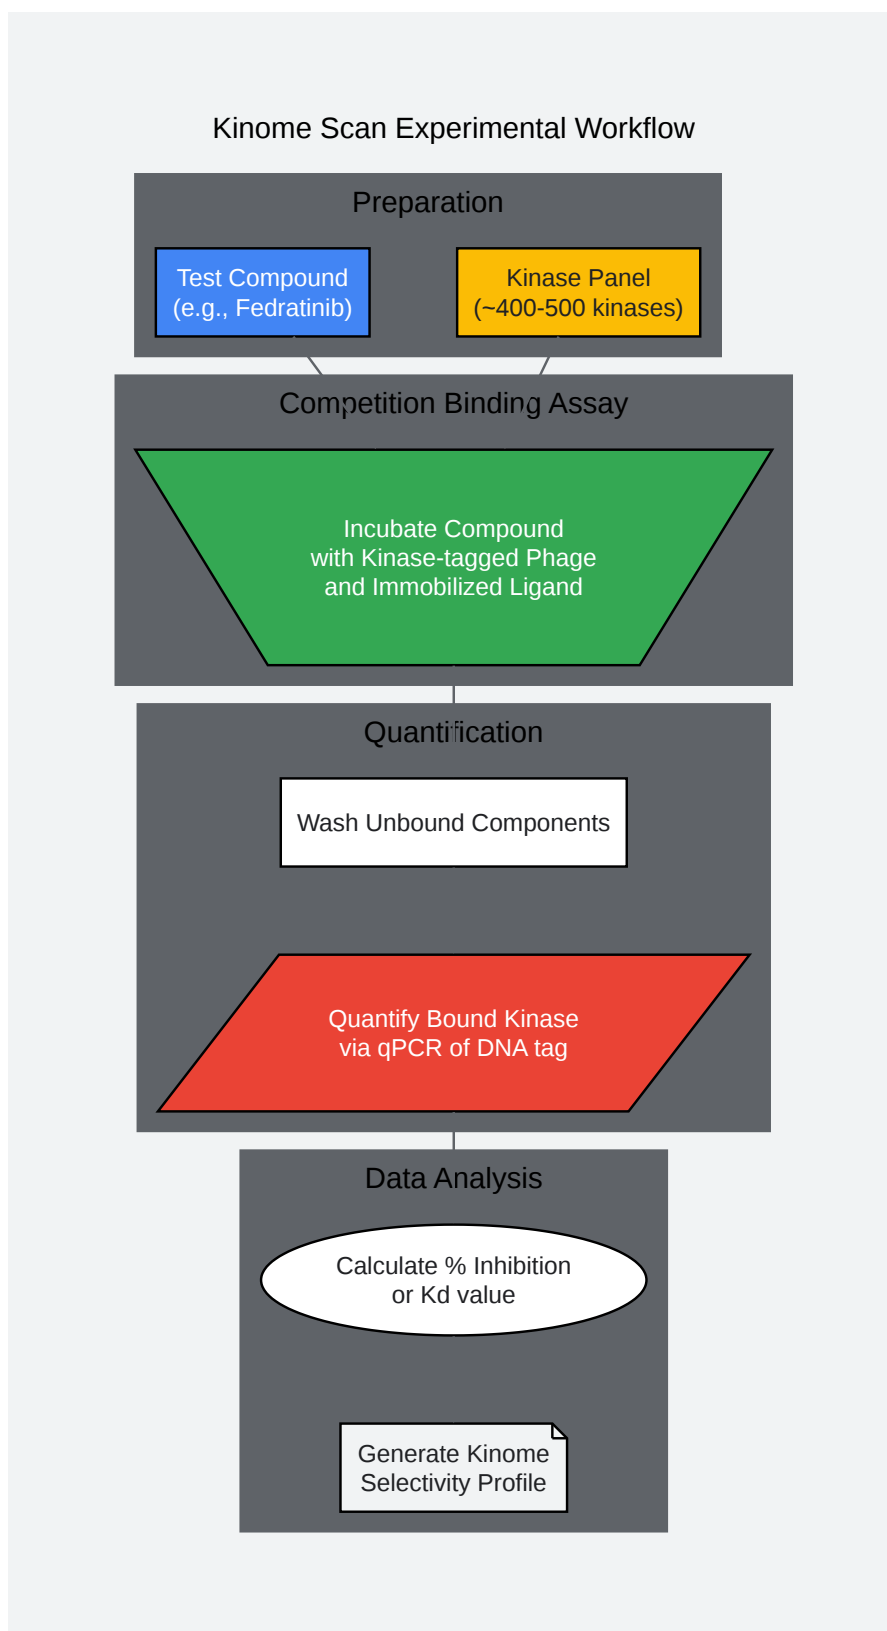 Kinome Scan Experimental Workflow
Preparation
Test Compound
(e.g., Fedratinib)
Kinase Panel
(~400-500 kinases)
Competition Binding Assay
Incubate Compound
with Kinase-tagged Phage
and Immobilized Ligand
Quantification
Wash Unbound Components
Quantify Bound Kinase
via qPCR of DNA tag
Data Analysis
Calculate % Inhibition
or Kd value
Generate Kinome
Selectivity Profile